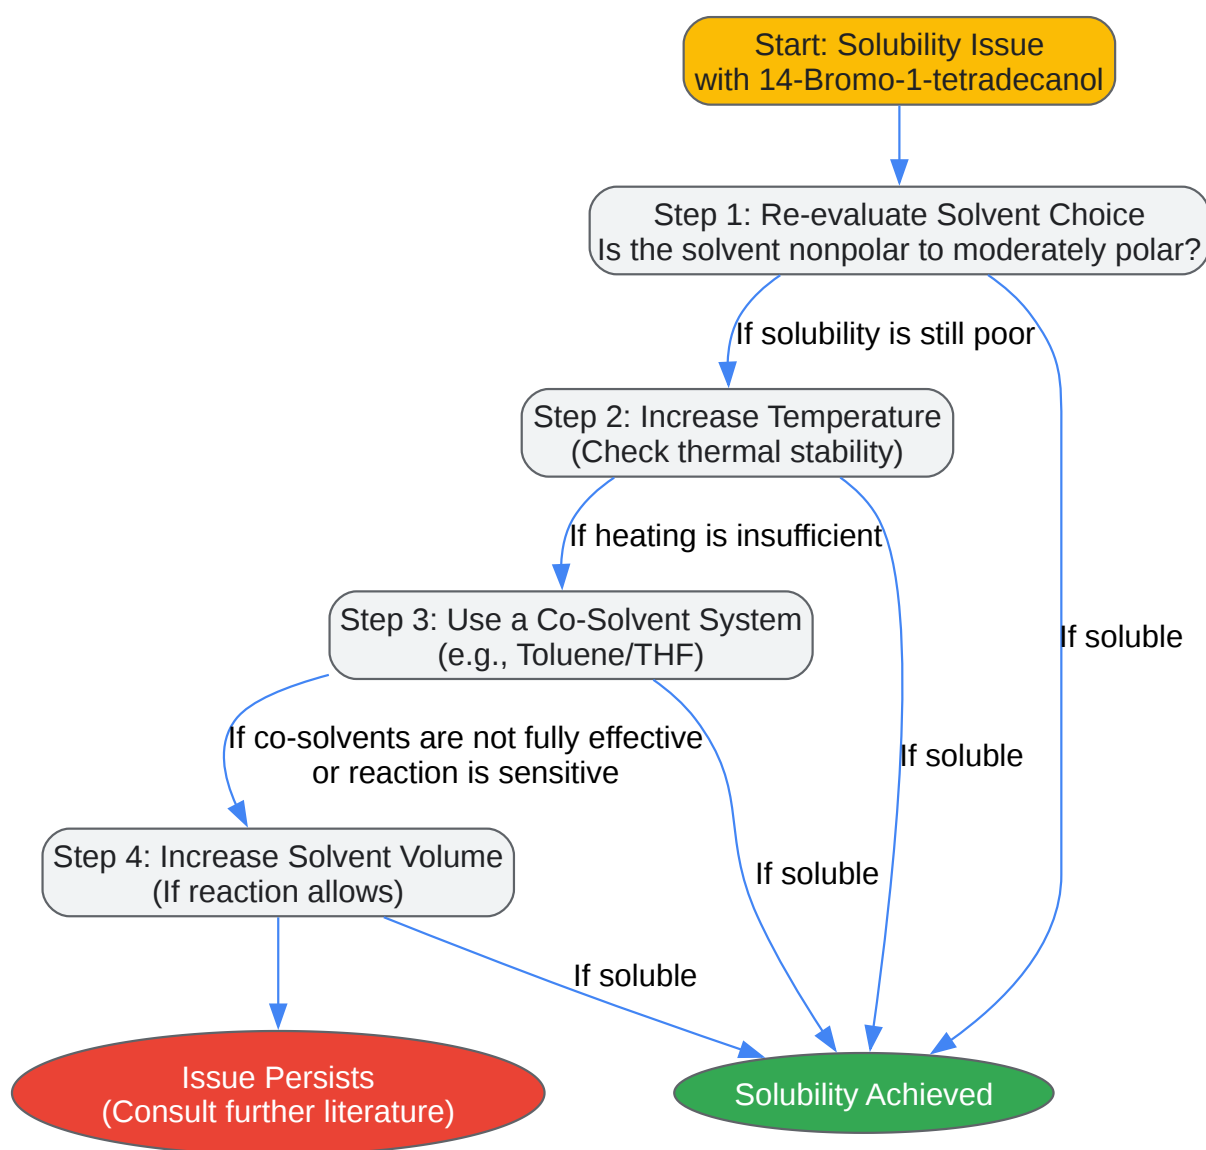 Start: Solubility Issue
with 14-Bromo-1-tetradecanol
Step 1: Re-evaluate Solvent Choice
Is the solvent nonpolar to moderately polar?
If solubility is still poor
Step 2: Increase Temperature
(Check thermal stability)
If heating is insufficient
Step 3: Use a Co-Solvent System
(e.g., Toluene/THF)
If soluble
If co-solvents are not fully effective
or reaction is sensitive
If soluble
Step 4: Increase Solvent Volume
(If reaction allows)
If soluble
If soluble
Issue Persists
(Consult further literature)
Solubility Achieved